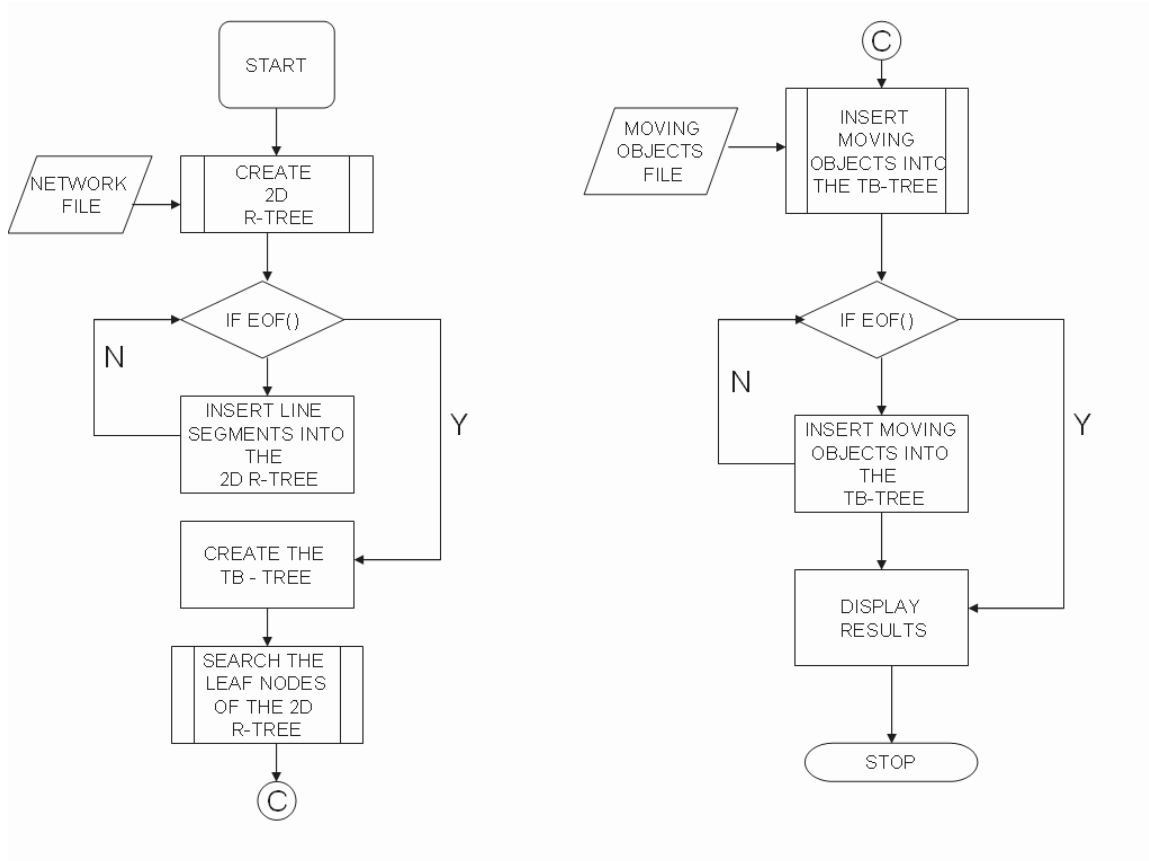 START
NETWORK
FILE
CREATE
2D
R-TREE
IF EOF()
N
Y
INSERT LINE
SEGMENTS INTO
THE
2D R-TREE
CREATE THE
TB - TREE
SEARCH THE
LEAF NODES
OF THE 2D
R-TREE
C
C
MOVING
OBJECTS
FILE
INSERT
MOVING
OBJECTS INTO
THE TB-TREE
IF EOF()
N
Y
INSERT MOVING
OBJECTS INTO
THE
TB-TREE
DISPLAY
RESULTS
STOP